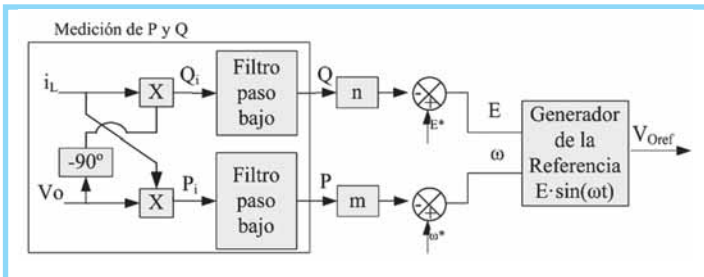 Medición de P y Q
i_L
X
Q_i
Filtro
paso
bajo
Q
n
-
+
E*
E
-90º
Vo
X
P_i
Filtro
paso
bajo
P
m
-
+
ω*
ω
Generador
de la
Referencia
E·sin(ωt)
V_Oref